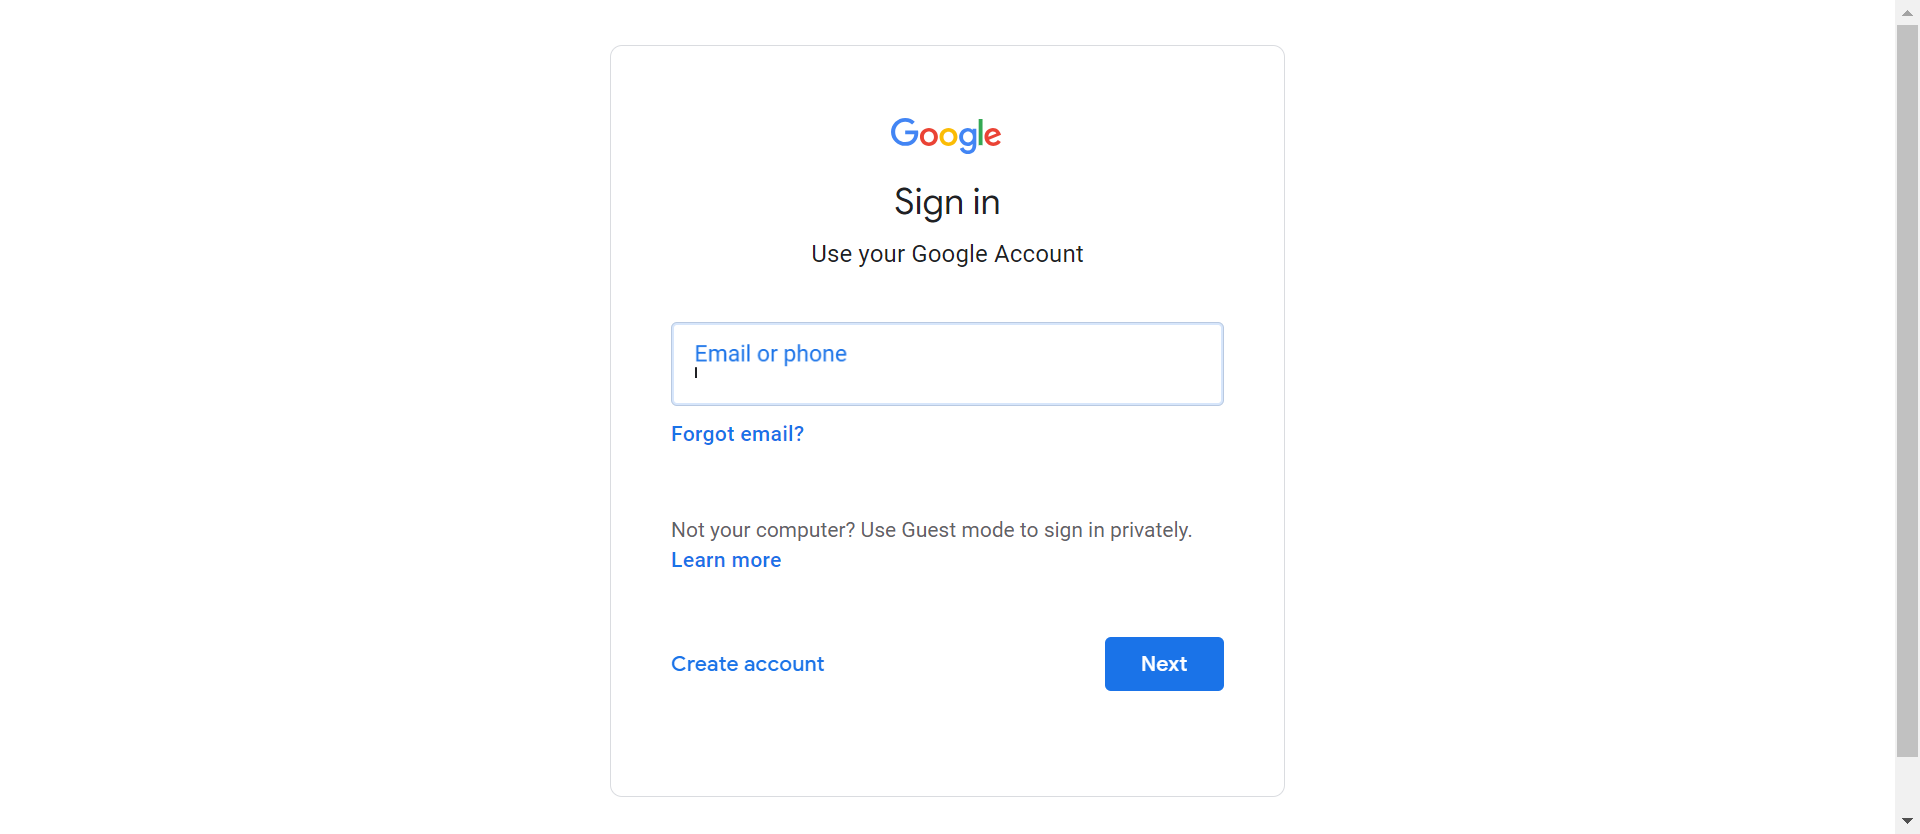 Google
Sign in
Use your Google Account
Email or phone
Forgot email?
Not your computer? Use Guest mode to sign in privately.
Learn more
Create account
Next